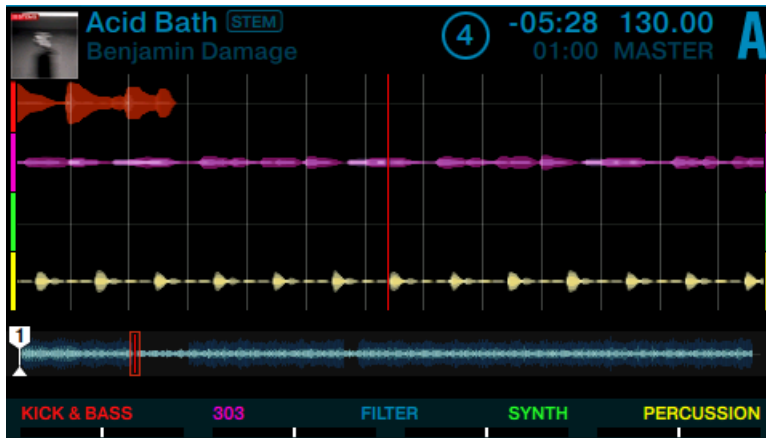 Acid Bath STEM
Benjamin Damage
4
-05:28 130.00
01:00 MASTER
A
1
KICK & BASS 303 FILTER SYNTH PERCUSSION